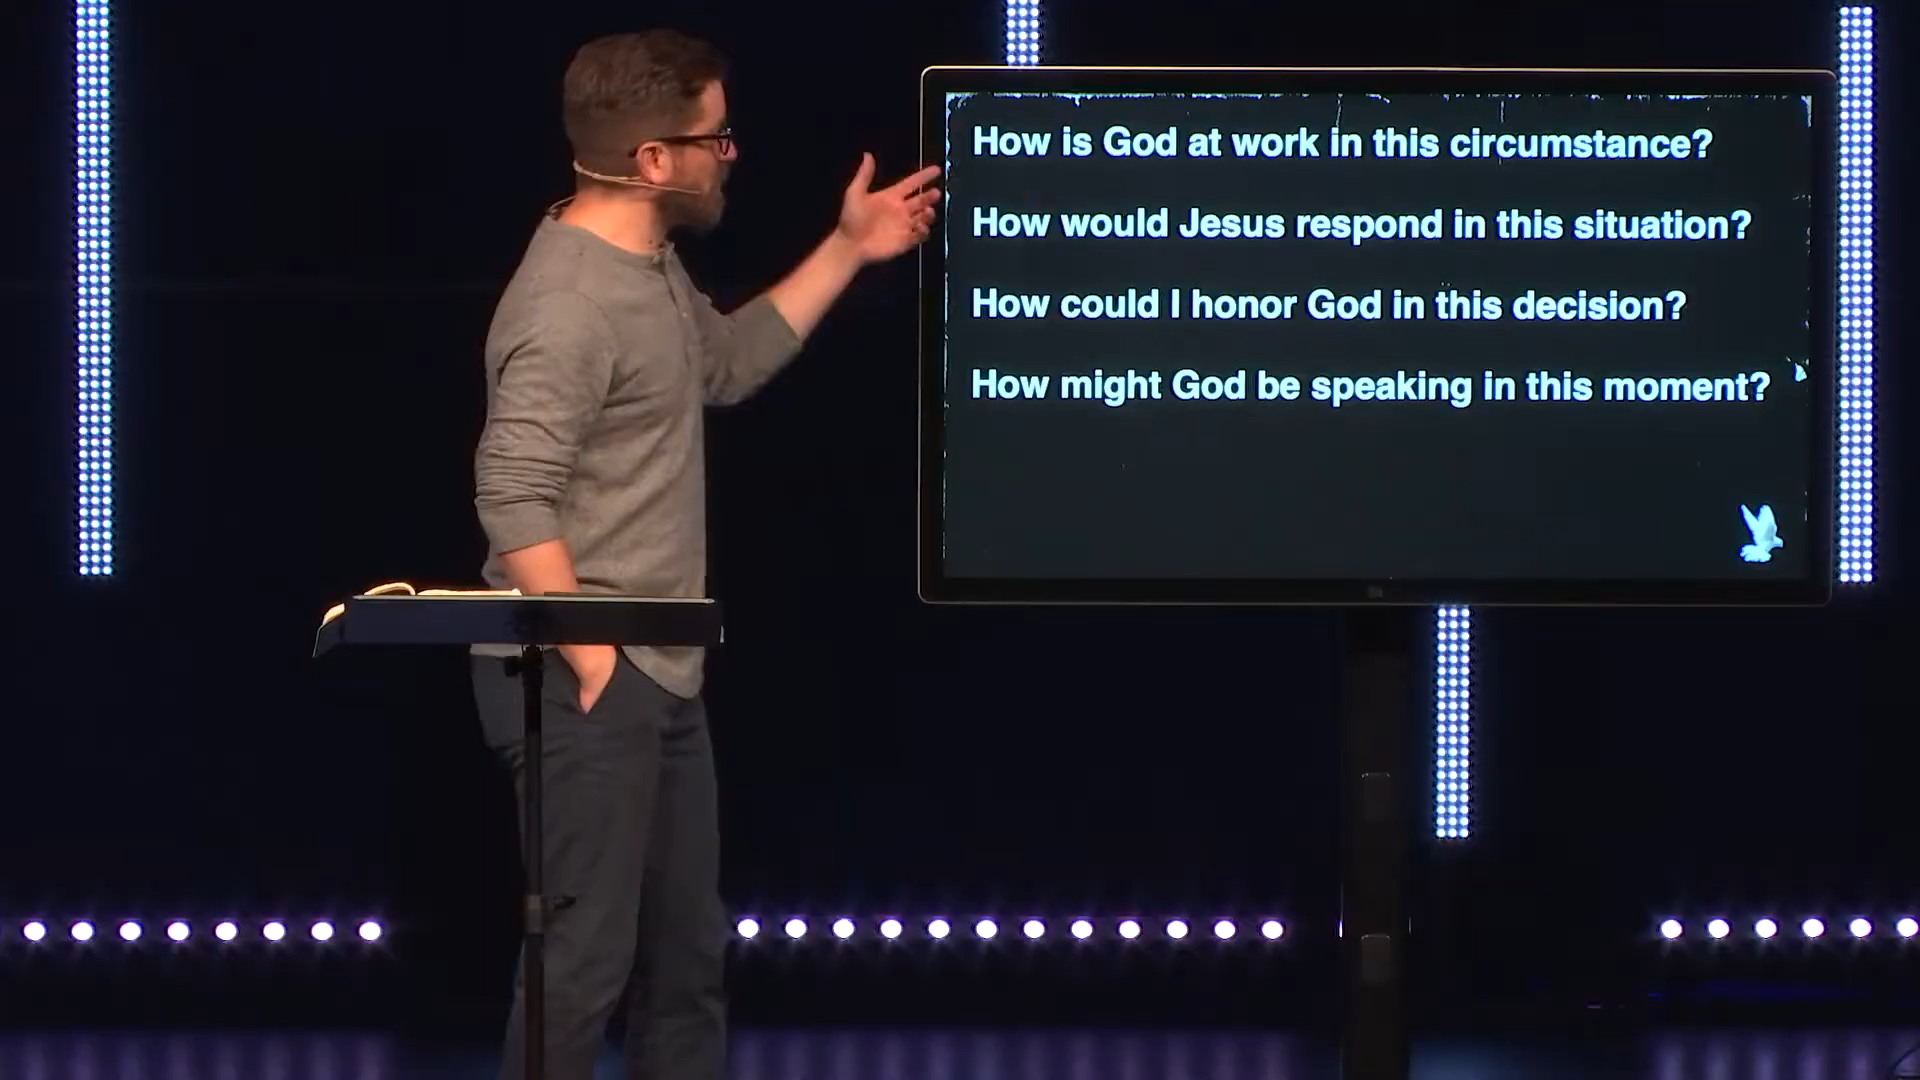 How is God at work in this circumstance?
How would Jesus respond in this situation?
How could I honor God in this decision?
How might God be speaking in this moment?